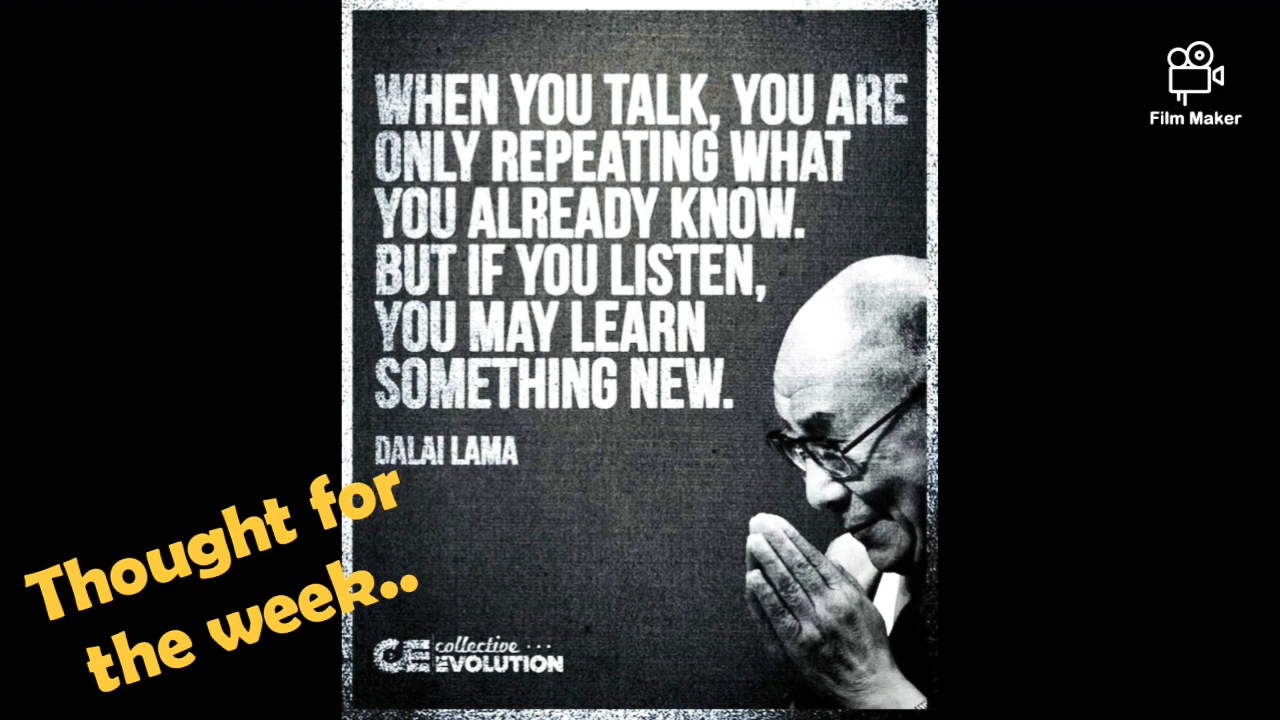 WHEN YOU TALK, YOU ARE
ONLY REPEATING WHAT
YOU ALREADY KNOW.
BUT IF YOU LISTEN,
YOU MAY LEARN
SOMETHING NEW.
DALAI LAMA
Thought for
the week..
CE collective ...
EVOLUTION
Film Maker